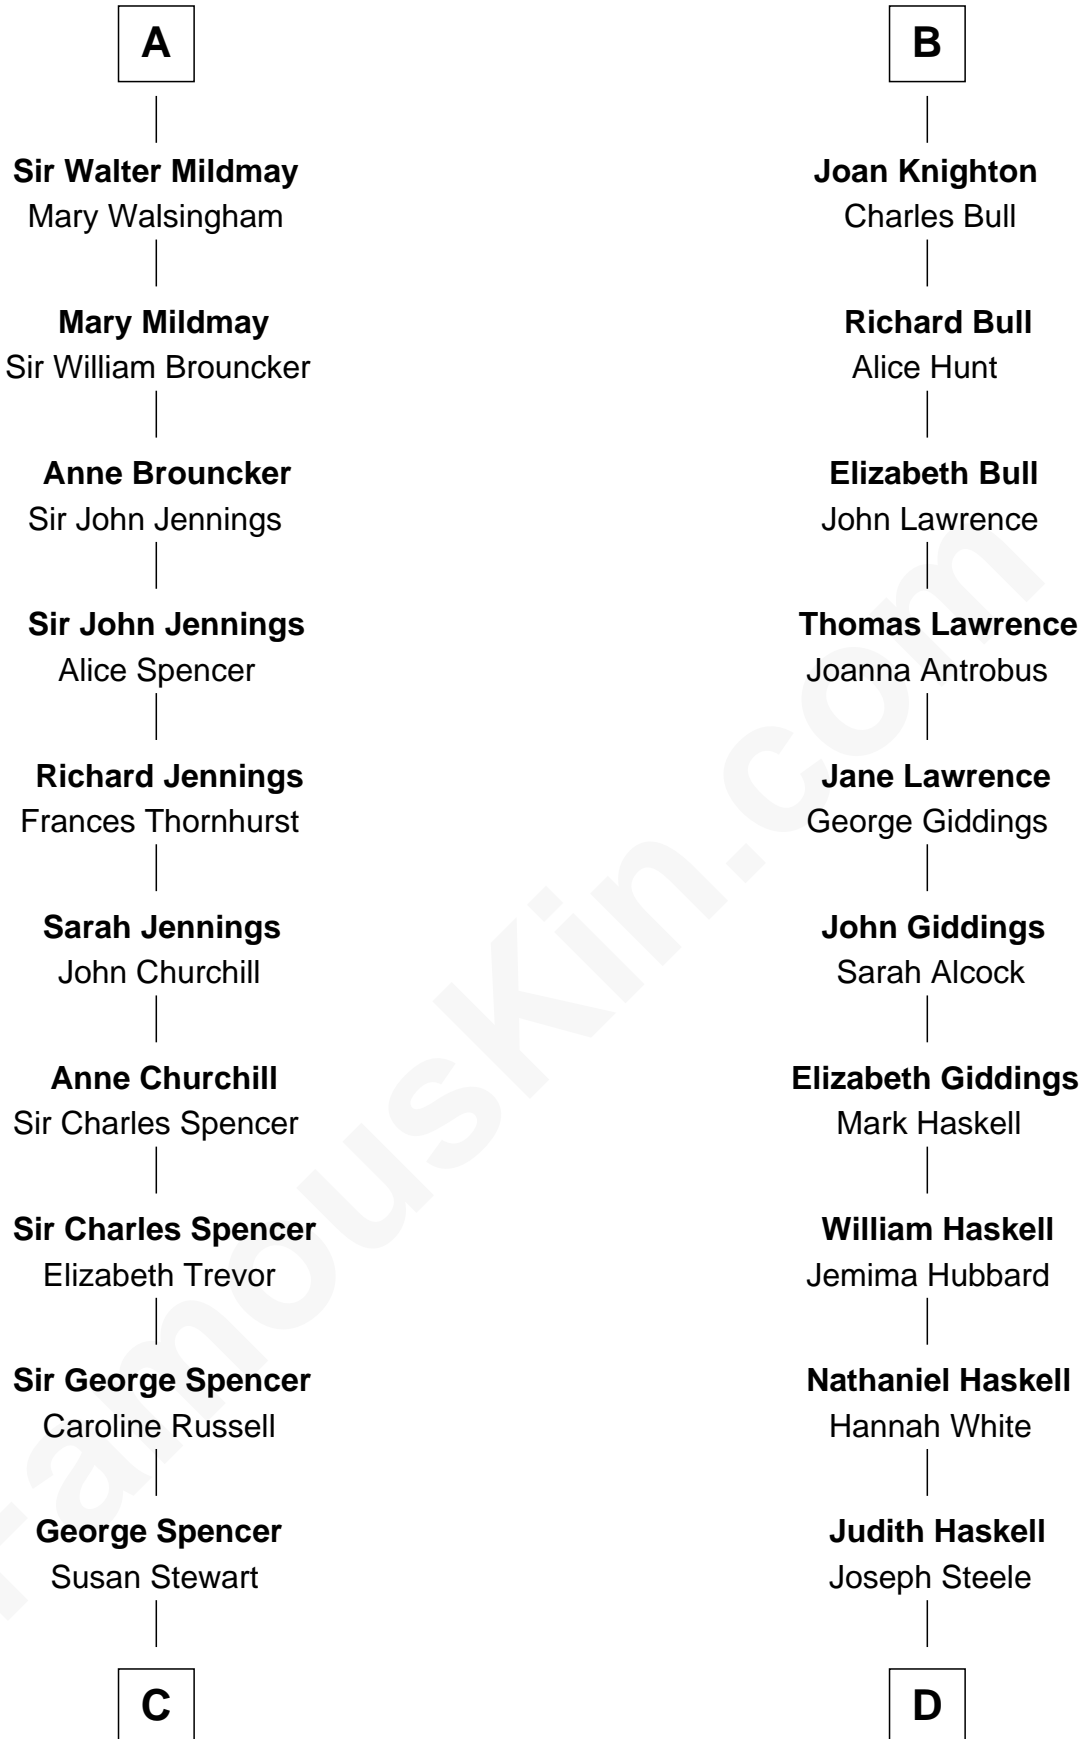 A
B
Sir Walter Mildmay
Mary Walsingham
Joan Knighton
Charles Bull
Mary Mildmay
Sir William Brouncker
Richard Bull
Alice Hunt
Anne Brouncker
Sir John Jennings
Elizabeth Bull
John Lawrence
Sir John Jennings
Alice Spencer
Thomas Lawrence
Joanna Antrobus
Richard Jennings
Frances Thornhurst
Jane Lawrence
George Giddings
Sarah Jennings
John Churchill
John Giddings
Sarah Alcock
Anne Churchill
Sir Charles Spencer
Elizabeth Giddings
Mark Haskell
Sir Charles Spencer
Elizabeth Trevor
William Haskell
Jemima Hubbard
Sir George Spencer
Caroline Russell
Nathaniel Haskell
Hannah White
George Spencer
Susan Stewart
Judith Haskell
Joseph Steele
C
D
FamousKin.com